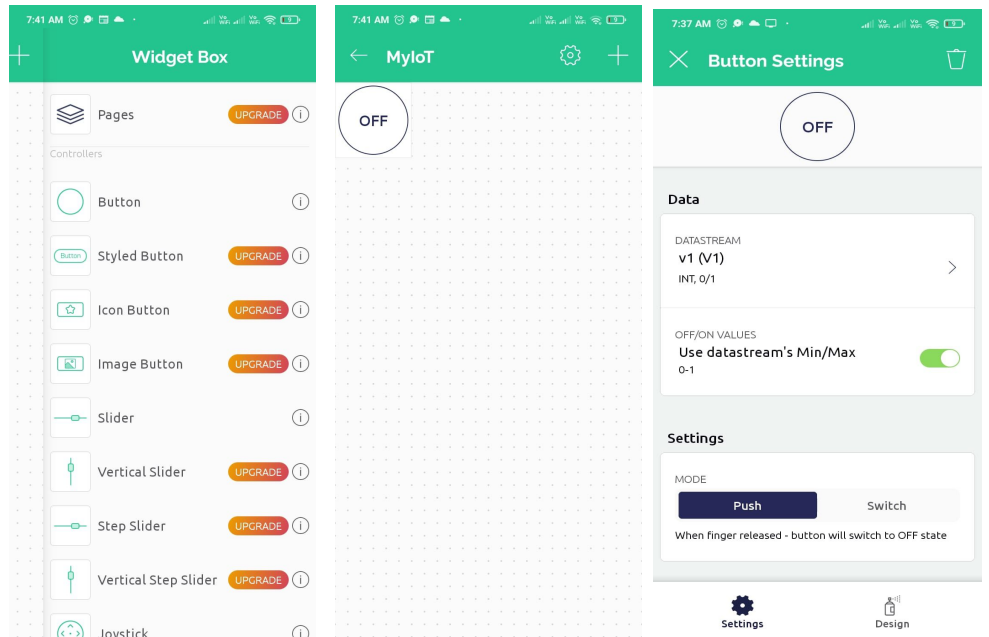 7:41 AM
Widget Box
Pages
UPGRADE
Controllers
Button
Button
Styled Button
UPGRADE
Icon Button
UPGRADE
Image Button
UPGRADE
Slider
Vertical Slider
UPGRADE
Step Slider
UPGRADE
Vertical Step Slider
UPGRADE
Joystick
7:41 AM
MyIoT
OFF
7:37 AM
Button Settings
OFF
Data
DATASTREAM
v1 (V1)
INT, 0/1
OFF/ON VALUES
Use datastream's Min/Max
0-1
Settings
MODE
Push
Switch
When finger released - button will switch to OFF state
Settings
Design